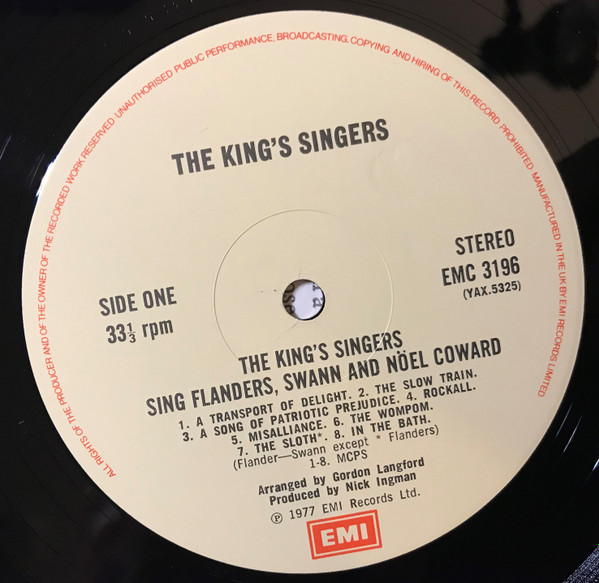 ALL RIGHTS OF THE PRODUCER AND OF THE OWNER OF THE RECORDED WORK RESERVED UNAUTHORISED PUBLIC PERFORMANCE, BROADCASTING, COPYING AND HIRING OF THIS RECORD PROHIBITED MANUFACTURED IN THE UK BY EMI RECORDS LIMITED
THE KING'S SINGERS
SIDE ONE
33⅓ rpm
STEREO
EMC 3196
(YAX.5325)
THE KING'S SINGERS
SING FLANDERS, SWANN AND NÖEL COWARD
1. A TRANSPORT OF DELIGHT. 2. THE SLOW TRAIN.
3. A SONG OF PATRIOTIC PREJUDICE. 4. ROCKALL.
5. MISALLIANCE. 6. THE WOMPOM.
7. THE SLOTH*. 8. IN THE BATH.
(Flander—Swann except * Flanders)
1-8. MCPS
Arranged by Gordon Langford
Produced by Nick Ingman
℗ 1977 EMI Records Ltd.
EMI